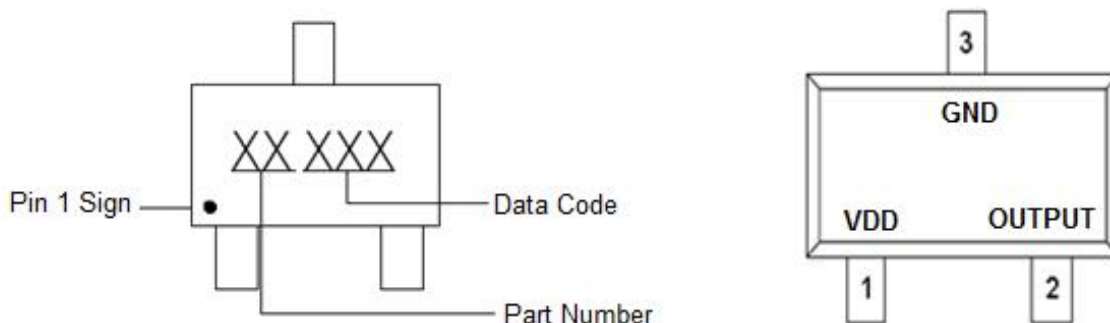 XX XXX
Pin 1 Sign
Data Code
Part Number
3
GND
VDD OUTPUT
1 2